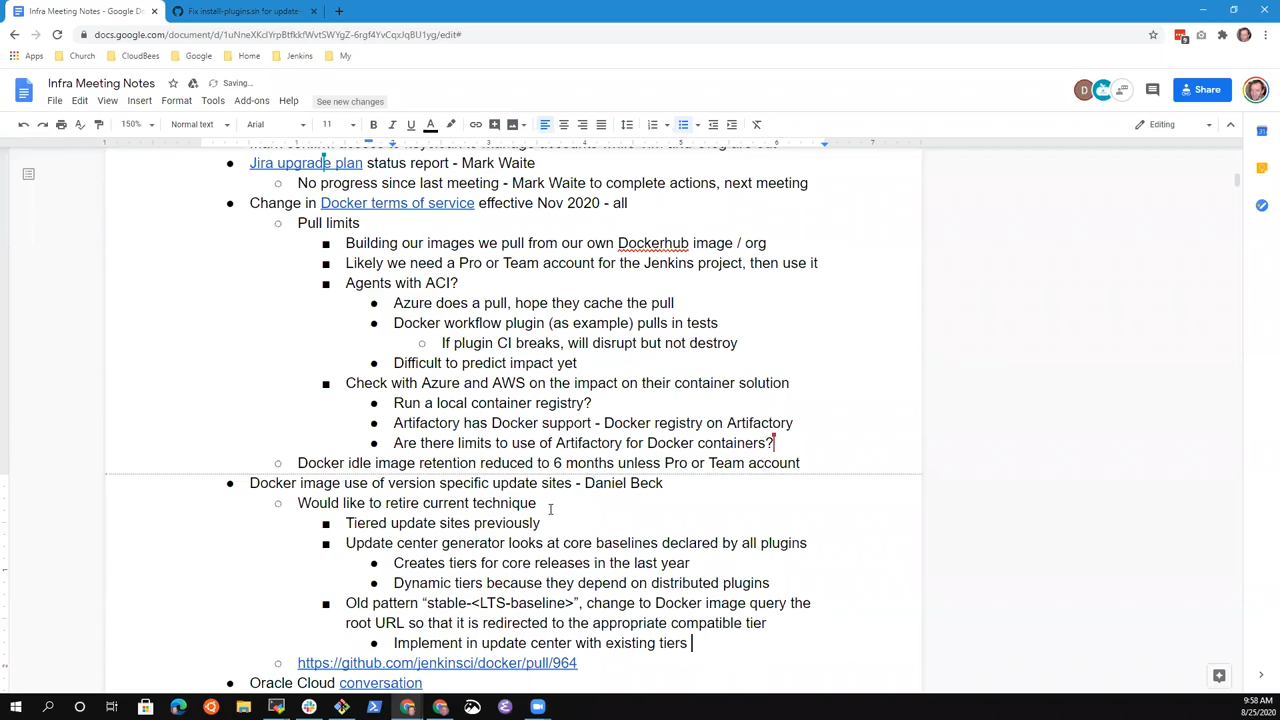 Infra Meeting Notes - Google D
Fix install-plugins.sh for update
docs.google.com/document/d/1uNneXKcIYrpBtfkkfWvtSWYgZ-6rgf4YvCqxJqBU1yg/edit#
Apps
Church
CloudBees
Google
Home
Jenkins
My
Infra Meeting Notes
Saving...
File
Edit
View
Insert
Format
Tools
Add-ons
Help
See new changes
D
Share
150%
Normal text
Arial
11
Editing
1
1
2
3
4
5
6
7
Jira upgrade plan status report - Mark Waite
No progress since last meeting - Mark Waite to complete actions, next meeting
Change in Docker terms of service effective Nov 2020 - all
Pull limits
Building our images we pull from our own Dockerhub image / org
Likely we need a Pro or Team account for the Jenkins project, then use it
Agents with ACI?
Azure does a pull, hope they cache the pull
Docker workflow plugin (as example) pulls in tests
If plugin CI breaks, will disrupt but not destroy
Difficult to predict impact yet
Check with Azure and AWS on the impact on their container solution
Run a local container registry?
Artifactory has Docker support - Docker registry on Artifactory
Are there limits to use of Artifactory for Docker containers?
Docker idle image retention reduced to 6 months unless Pro or Team account
Docker image use of version specific update sites - Daniel Beck
Would like to retire current technique
Tiered update sites previously
Update center generator looks at core baselines declared by all plugins
Creates tiers for core releases in the last year
Dynamic tiers because they depend on distributed plugins
Old pattern “stable-<LTS-baseline>”, change to Docker image query the
root URL so that it is redirected to the appropriate compatible tier
Implement in update center with existing tiers
https://github.com/jenkinsci/docker/pull/964
Oracle Cloud conversation
9:58 AM
8/25/2020